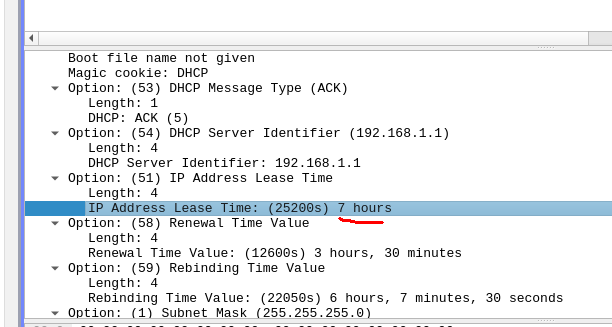 Boot file name not given
Magic cookie: DHCP
Option: (53) DHCP Message Type (ACK)
Length: 1
DHCP: ACK (5)
Option: (54) DHCP Server Identifier (192.168.1.1)
Length: 4
DHCP Server Identifier: 192.168.1.1
Option: (51) IP Address Lease Time
Length: 4
IP Address Lease Time: (25200s) 7 hours
Option: (58) Renewal Time Value
Length: 4
Renewal Time Value: (12600s) 3 hours, 30 minutes
Option: (59) Rebinding Time Value
Length: 4
Rebinding Time Value: (22050s) 6 hours, 7 minutes, 30 seconds
Option: (1) Subnet Mask (255.255.255.0)